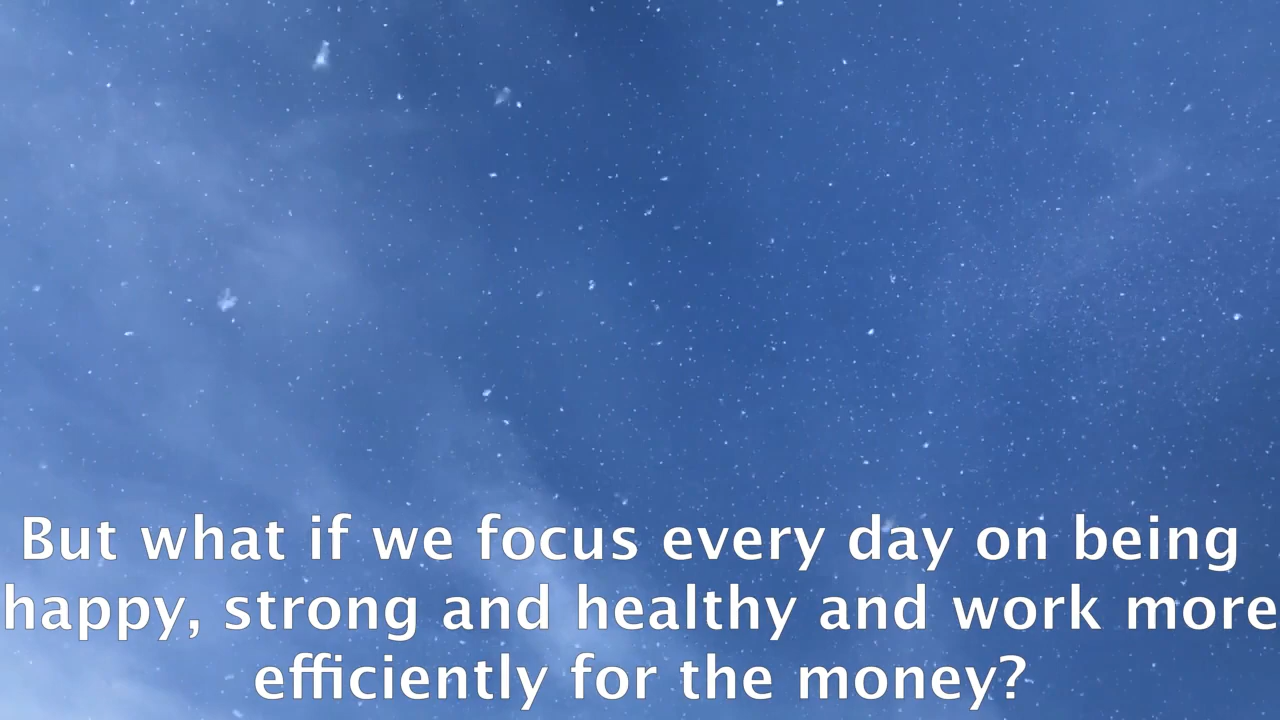 But what if we focus every day on being
happy, strong and healthy and work more
efficiently for the money?